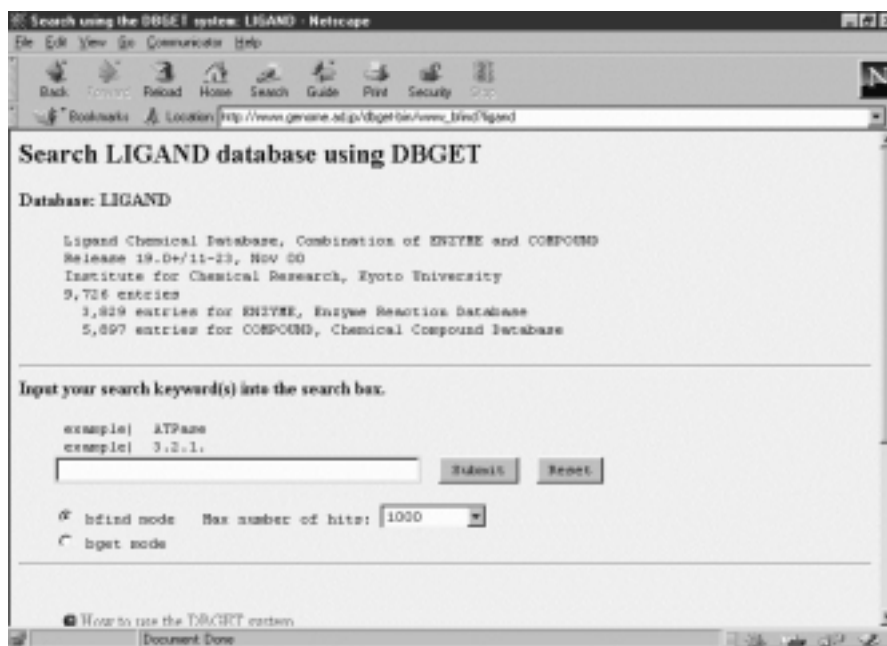 Search using the DBGET system: LIGAND - Netscape
File Edit View Go Communicator Help
Back Forward Reload Home Search Guide Print Security Stop
N
Bookmarks Location http://www.genome.ad.jp/dbget-bin/www_bfind?ligand
Search LIGAND database using DBGET
Database: LIGAND
Ligand Chemical Database, Combination of ENZYME and COMPOUND
Release 19.0+/11-23, Nov 00
Institute for Chemical Research, Kyoto University
9,726 entries
3,829 entries for ENZYME, Enzyme Reaction Database
5,897 entries for COMPOUND, Chemical Compound Database
Input your search keyword(s) into the search box.
example| ATPase
example| 3.2.1.
Submit Reset
bfind mode Max number of hits: 1000
bget mode
How to use the DBGET system
Document Done